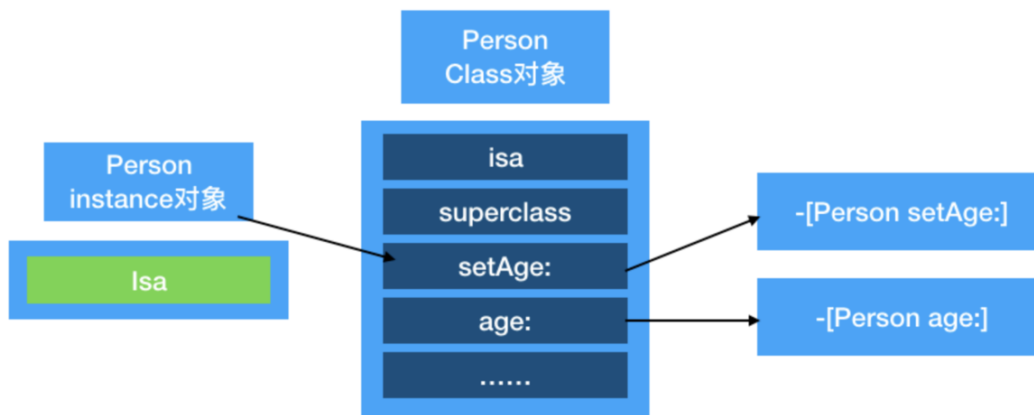 Person
Class对象
Person
instance对象
Isa
isa
superclass
setAge:
age:
......
-[Person setAge:]
-[Person age:]